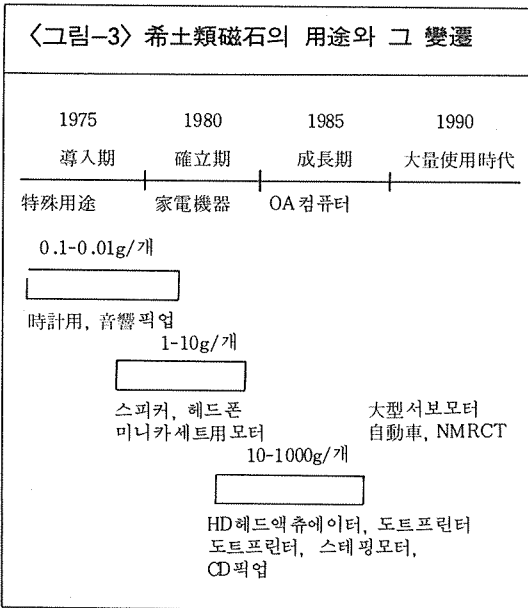 〈그림-3〉 希土類磁石의 用途와 그 變遷
1975 1980 1985 1990
導入期 確立期 成長期 大量使用時代
特殊用途 家電機器 OA컴퓨터
0.1-0.01g/개
時計用, 音響픽업
1-10g/개
스피커, 헤드폰 大型서보모터
미니카세트用모터 自動車, NMRCT
10-1000g/개
HD헤드액츄에이터, 도트프린터
도트프린터, 스테핑모터,
CD픽업